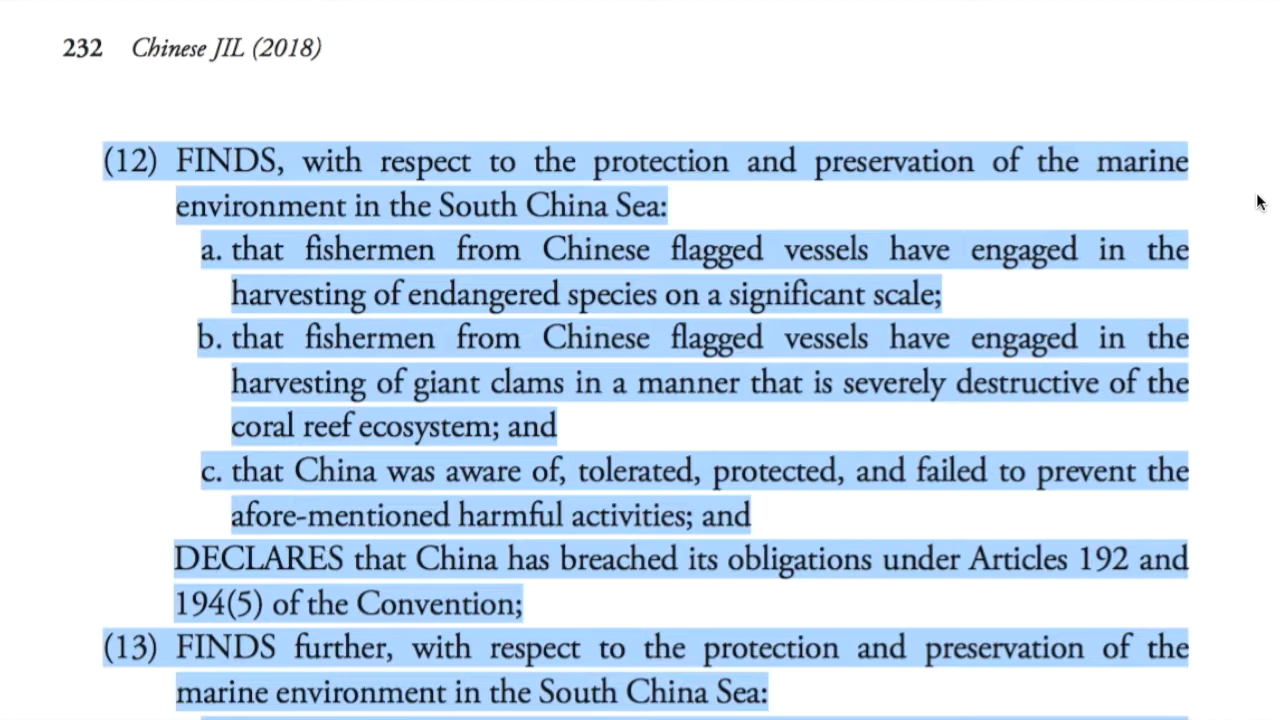 232 Chinese JIL (2018)
(12) FINDS, with respect to the protection and preservation of the marine
environment in the South China Sea:
a. that fishermen from Chinese flagged vessels have engaged in the
harvesting of endangered species on a significant scale;
b. that fishermen from Chinese flagged vessels have engaged in the
harvesting of giant clams in a manner that is severely destructive of the
coral reef ecosystem; and
c. that China was aware of, tolerated, protected, and failed to prevent the
afore-mentioned harmful activities; and
DECLARES that China has breached its obligations under Articles 192 and
194(5) of the Convention;
(13) FINDS further, with respect to the protection and preservation of the
marine environment in the South China Sea: